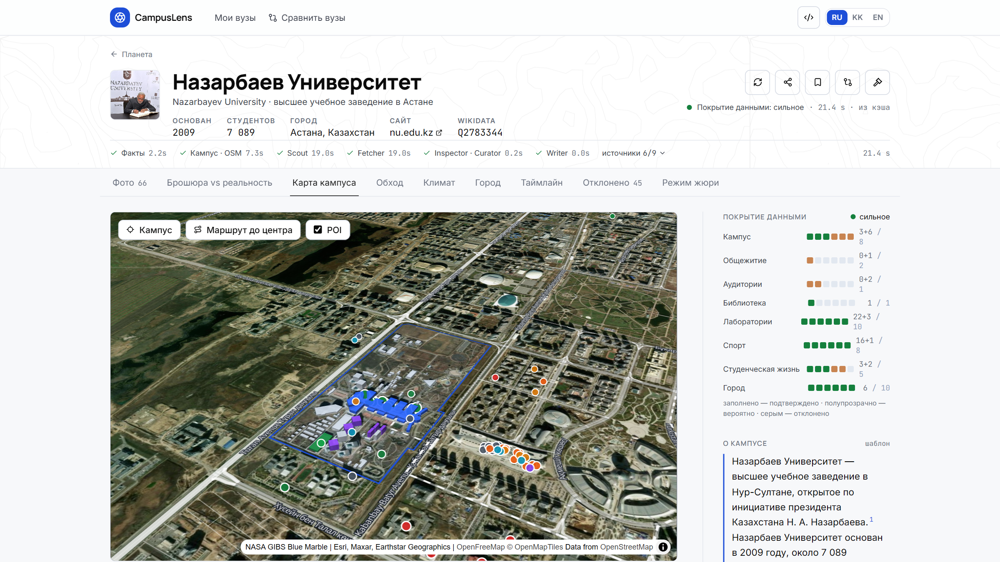 CampusLens
Мои вузы
Сравнить вузы
RU
KK
EN
Планета
NAZARBAYEV
UNIVERSITY
Назарбаев Университет
Nazarbayev University · высшее учебное заведение в Астане
Покрытие данными: сильное · 21.4 s · из кэша
ОСНОВАН
2009
СТУДЕНТОВ
7 089
ГОРОД
Астана, Казахстан
САЙТ
nu.edu.kz
WIKIDATA
Q2783344
Факты 2.2s
Кампус · OSM 7.3s
Scout 19.0s
Fetcher 19.0s
Inspector · Curator 0.2s
Writer 0.0s
источники 6/9
21.4 s
Фото 66
Брошюра vs реальность
Карта кампуса
Обход
Климат
Город
Таймлайн
Отклонено 45
Режим жюри
Кампус
Маршрут до центра
POI
Turan Avenue Тұран даңғылы
Kabanbay Batyr Avenue Қабанбай батыр даңғылы
Ақмешіт көшесі
Бұқар
Хусейн бен Талал көш
NASA GIBS Blue Marble | Esri, Maxar, Earthstar Geographics | OpenFreeMap © OpenMapTiles Data from OpenStreetMap
ПОКРЫТИЕ ДАННЫМИ
сильное
Кампус
3+6 /
8
Общежитие
0+1 /
2
Аудитории
0+2 /
1
Библиотека
1 / 1
Лаборатории
22+3 /
10
Спорт
16+1 /
8
Студенческая жизнь
3+2 /
5
Город
6 / 10
заполнено — подтверждено · полупрозрачно —
вероятно · серым — отклонено
О КАМПУСЕ
шаблон
Назарбаев Университет —
высшее учебное заведение в
Нур-Султане, открытое по
инициативе президента
Казахстана Н. А. Назарбаева. 1
Назарбаев Университет основан
в 2009 году, около 7 089